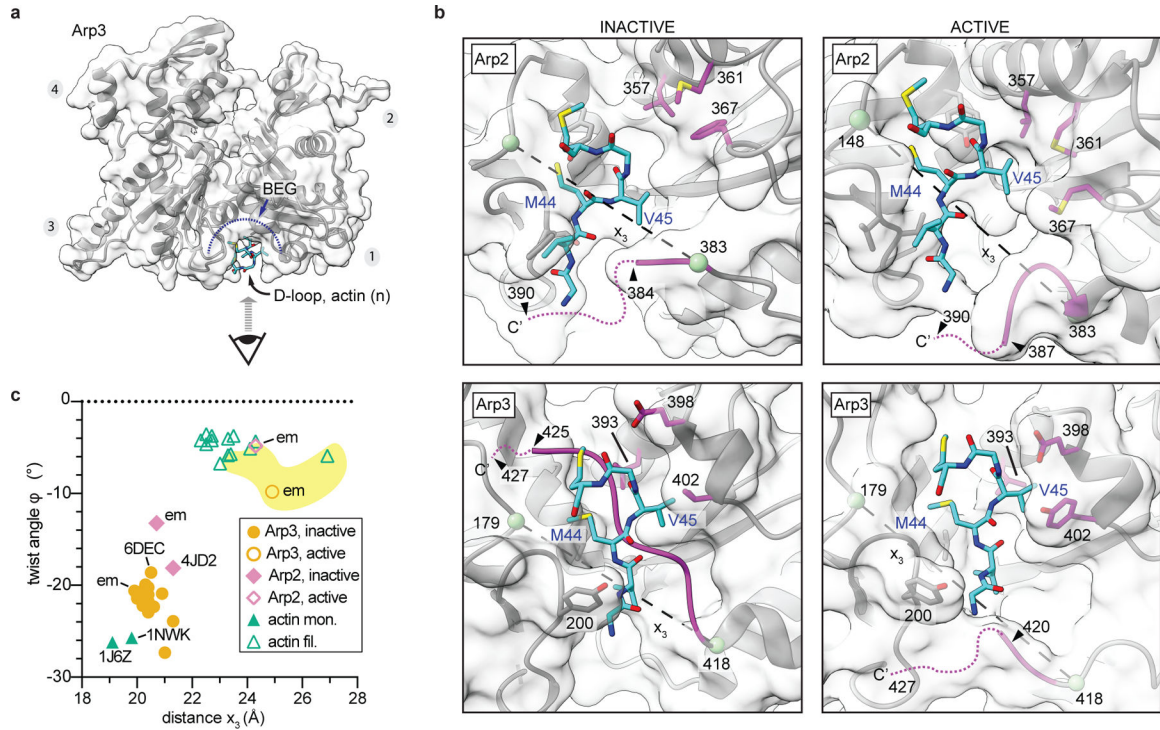 a
Arp3
4
2
BEG
3
1
D-loop, actin (n)
b
INACTIVE
ACTIVE
Arp2
357
361
367
M44
V45
x3
383
390
384
C'
Arp2
148
357
361
M44
V45
367
x3
390
383
C'
387
Arp3
425
393
398
C'
427
402
179
M44
V45
200
x3
418
Arp3
398
393
179
V45
x3
M44
402
200
420
C'
427
418
c
twist angle φ (°)
0
-10
-20
-30
em
em
em
6DEC
4JD2
em
1NWK
1J6Z
Arp3, inactive
Arp3, active
Arp2, inactive
Arp2, active
actin mon.
actin fil.
18 20 22 24 26 28
distance x3 (Å)